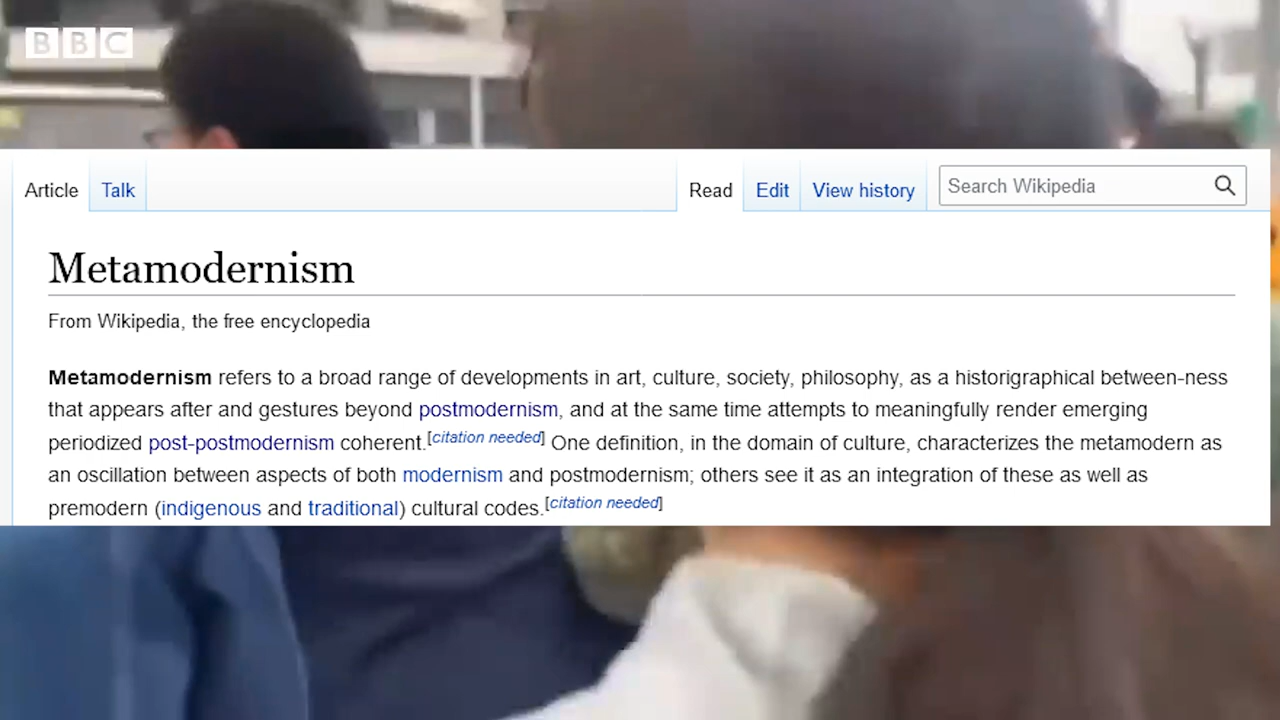 BBC
Article Talk Read Edit View history Search Wikipedia
Metamodernism
From Wikipedia, the free encyclopedia
Metamodernism refers to a broad range of developments in art, culture, society, philosophy, as a historigraphical between-ness
that appears after and gestures beyond postmodernism, and at the same time attempts to meaningfully render emerging
periodized post-postmodernism coherent.[citation needed] One definition, in the domain of culture, characterizes the metamodern as
an oscillation between aspects of both modernism and postmodernism; others see it as an integration of these as well as
premodern (indigenous and traditional) cultural codes.[citation needed]